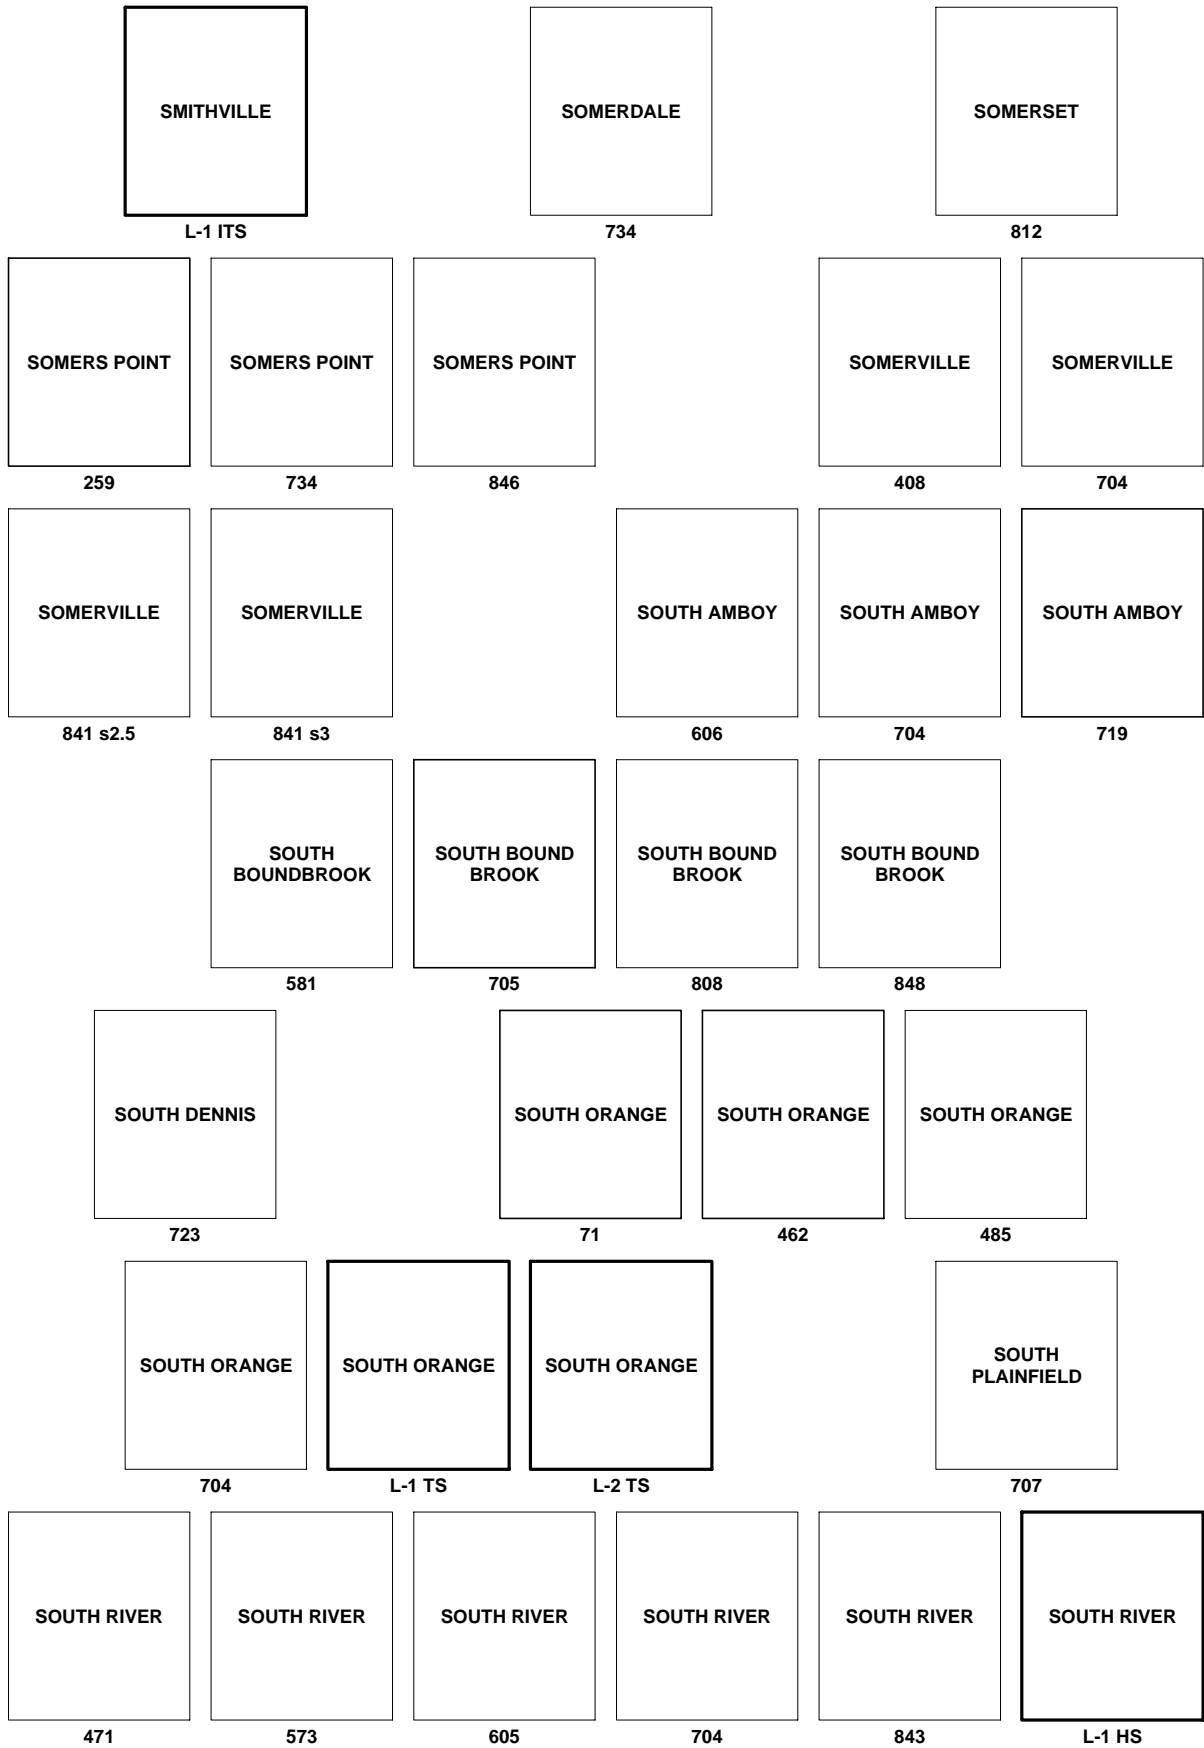 SMITHVILLE
L-1 ITS
SOMERDALE
734
SOMERSET
812
SOMERS POINT
259
SOMERS POINT
734
SOMERS POINT
846
SOMERVILLE
408
SOMERVILLE
704
SOMERVILLE
841 s2.5
SOMERVILLE
841 s3
SOUTH AMBOY
606
SOUTH AMBOY
704
SOUTH AMBOY
719
SOUTH
BOUNDBROOK
581
SOUTH BOUND
BROOK
705
SOUTH BOUND
BROOK
808
SOUTH BOUND
BROOK
848
SOUTH DENNIS
723
SOUTH ORANGE
71
SOUTH ORANGE
462
SOUTH ORANGE
485
SOUTH ORANGE
704
SOUTH ORANGE
L-1 TS
SOUTH ORANGE
L-2 TS
SOUTH
PLAINFIELD
707
SOUTH RIVER
471
SOUTH RIVER
573
SOUTH RIVER
605
SOUTH RIVER
704
SOUTH RIVER
843
SOUTH RIVER
L-1 HS